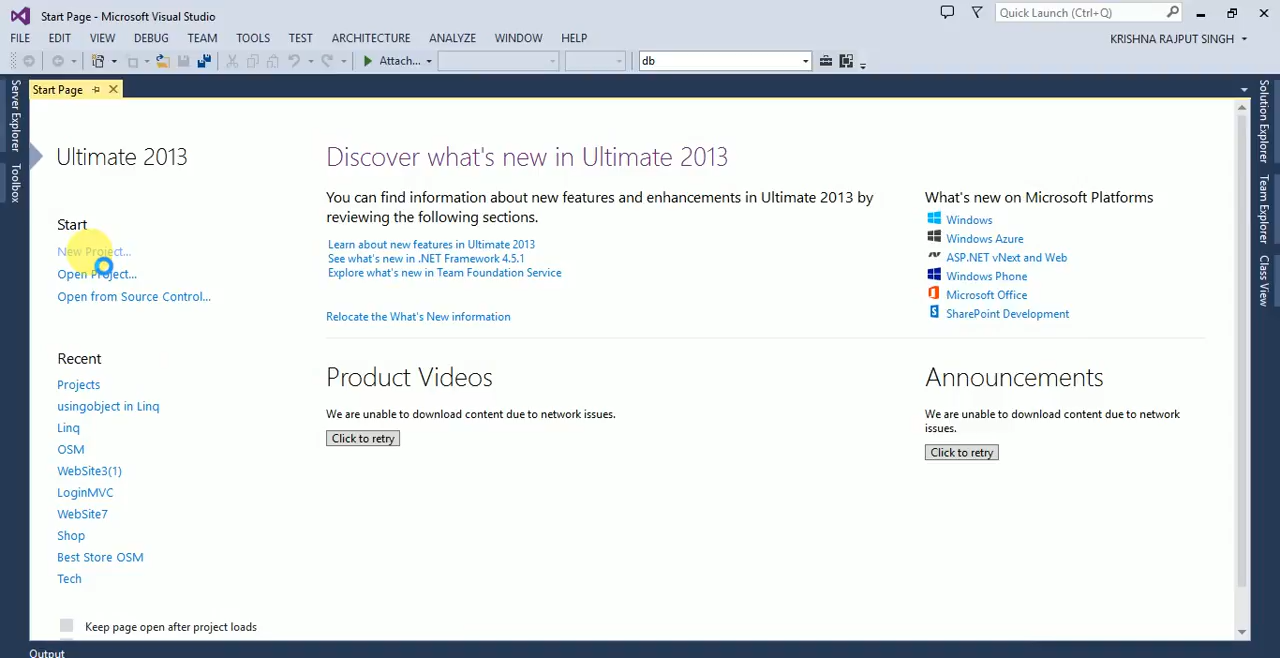 Start Page - Microsoft Visual Studio
Quick Launch (Ctrl+Q)
FILE EDIT VIEW DEBUG TEAM TOOLS TEST ARCHITECTURE ANALYZE WINDOW HELP
KRISHNA RAJPUT SINGH
Attach...
db
Start Page
Server Explorer
Toolbox
Solution Explorer
Team Explorer
Class View
Ultimate 2013
Start
New Project...
Open Project...
Open from Source Control...
Recent
Projects
usingobject in Linq
Linq
OSM
WebSite3(1)
LoginMVC
WebSite7
Shop
Best Store OSM
Tech
Keep page open after project loads
Discover what's new in Ultimate 2013
You can find information about new features and enhancements in Ultimate 2013 by
reviewing the following sections.
Learn about new features in Ultimate 2013
See what's new in .NET Framework 4.5.1
Explore what's new in Team Foundation Service
Relocate the What's New information
What's new on Microsoft Platforms
Windows
Windows Azure
ASP.NET vNext and Web
Windows Phone
Microsoft Office
SharePoint Development
Product Videos
We are unable to download content due to network issues.
Click to retry
Announcements
We are unable to download content due to network
issues.
Click to retry
Output